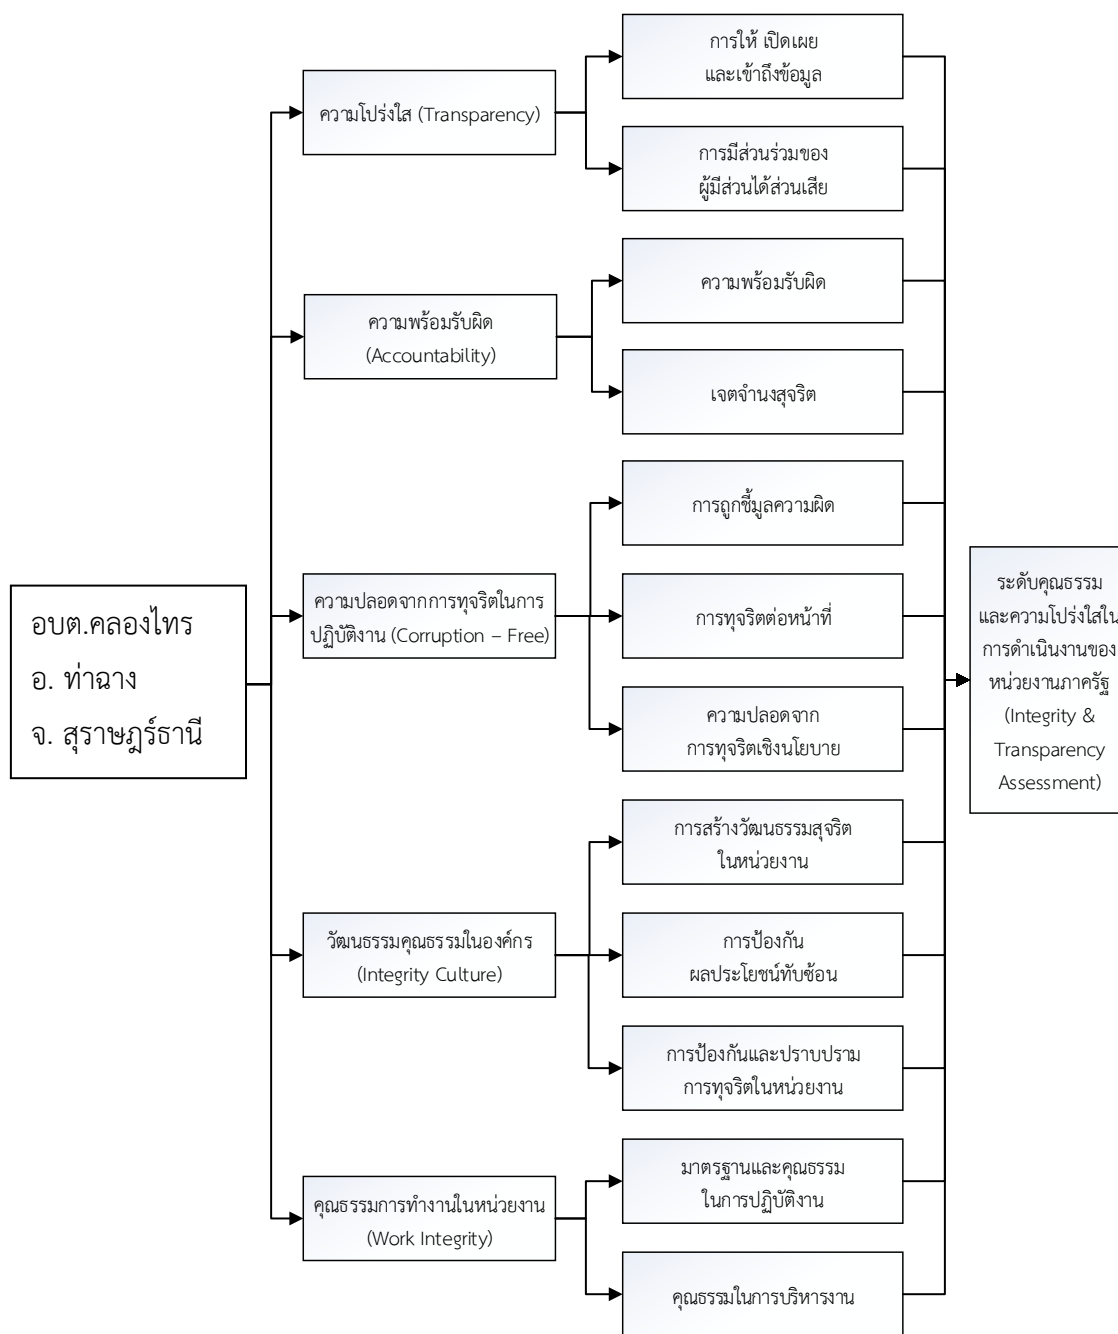 อบต.คลองไทร
อ. ท่าฉาง
จ. สุราษฎร์ธานี
ความโปร่งใส (Transparency)
การให้ เปิดเผย
และเข้าถึงข้อมูล
การมีส่วนร่วมของ
ผู้มีส่วนได้ส่วนเสีย
ความพร้อมรับผิด
(Accountability)
ความพร้อมรับผิด
เจตจำนงสุจริต
ความปลอดจากการทุจริตในการ
ปฏิบัติงาน (Corruption – Free)
การถูกชี้มูลความผิด
การทุจริตต่อหน้าที่
ความปลอดจาก
การทุจริตเชิงนโยบาย
วัฒนธรรมคุณธรรมในองค์กร
(Integrity Culture)
การสร้างวัฒนธรรมสุจริต
ในหน่วยงาน
การป้องกัน
ผลประโยชน์ทับซ้อน
การป้องกันและปราบปราม
การทุจริตในหน่วยงาน
คุณธรรมการทำงานในหน่วยงาน
(Work Integrity)
มาตรฐานและคุณธรรม
ในการปฏิบัติงาน
คุณธรรมในการบริหารงาน
ระดับคุณธรรม
และความโปร่งใสใน
การดำเนินงานของ
หน่วยงานภาครัฐ
(Integrity &
Transparency
Assessment)